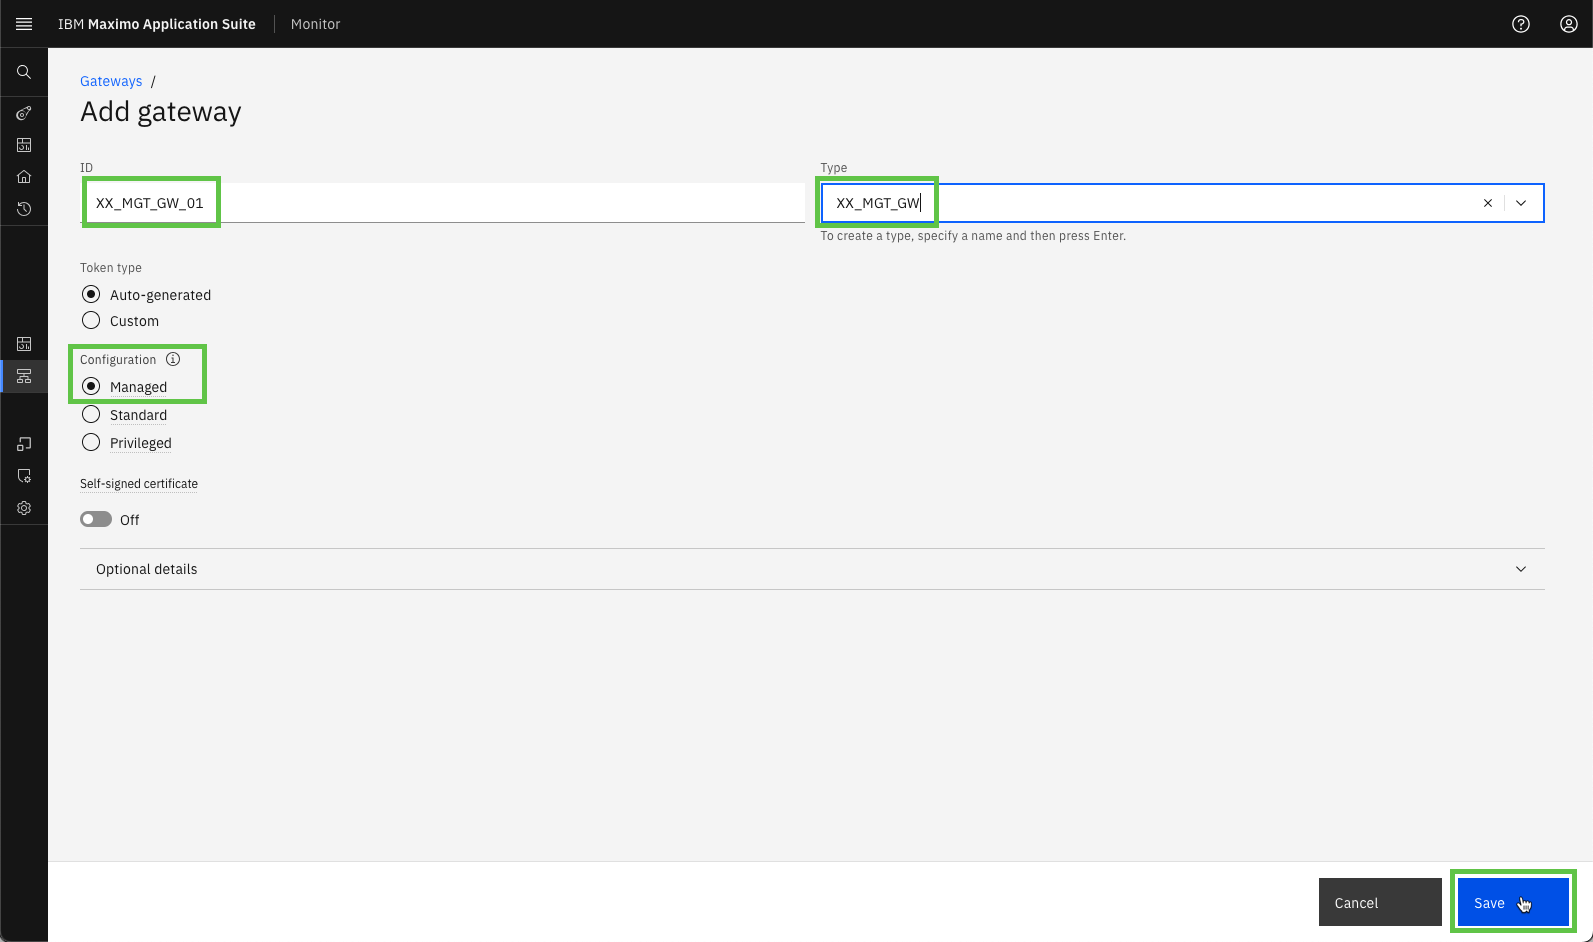 IBM Maximo Application Suite | Monitor
Gateways /
Add gateway
ID
XX_MGT_GW_01
Type
XX_MGT_GW
To create a type, specify a name and then press Enter.
Token type
Auto-generated
Custom
Configuration
Managed
Standard
Privileged
Self-signed certificate
Off
Optional details
Cancel
Save